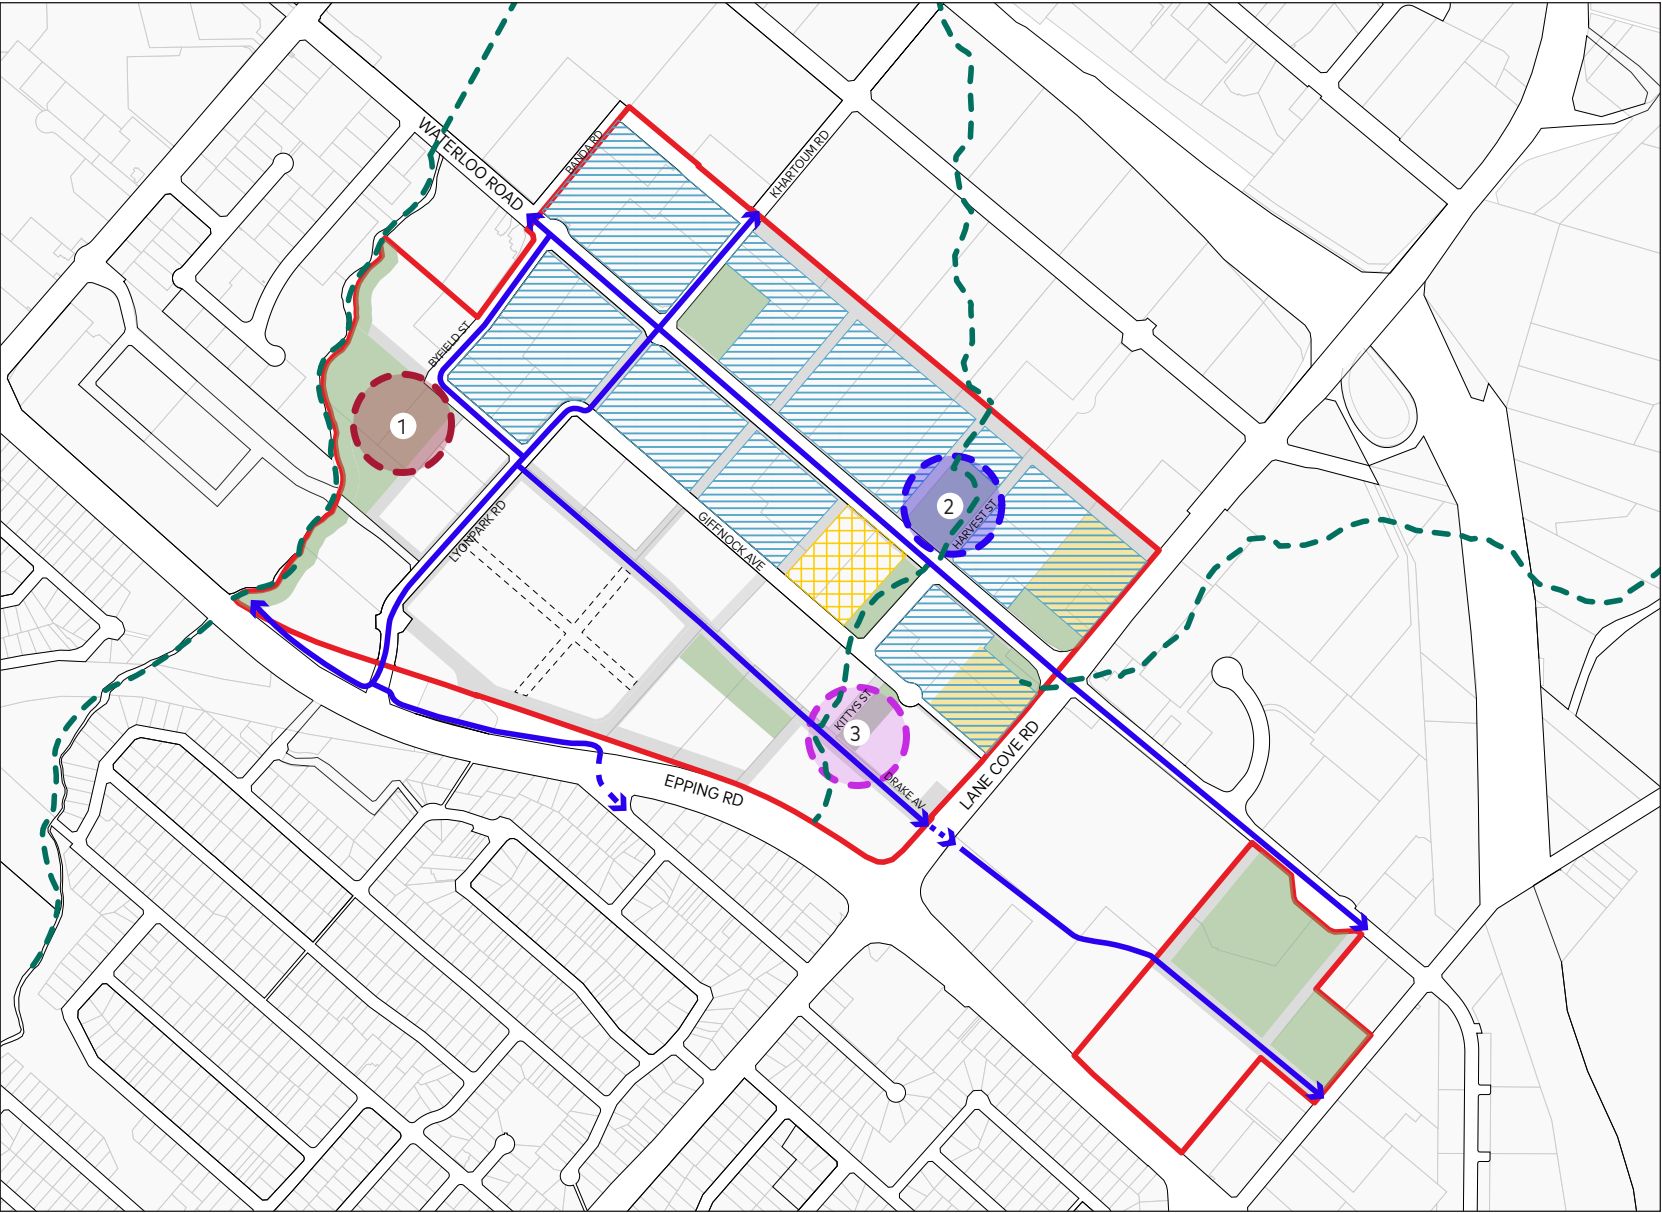 WATERLOO ROAD
BANDA RD
KHARTOUM RD
BYFIELD ST
1
LYONPARK RD
GIFFNOCK AVE
2
HARVEST ST
KITTYS ST
3
DRAKE AV
LANE COVE RD
EPPING RD